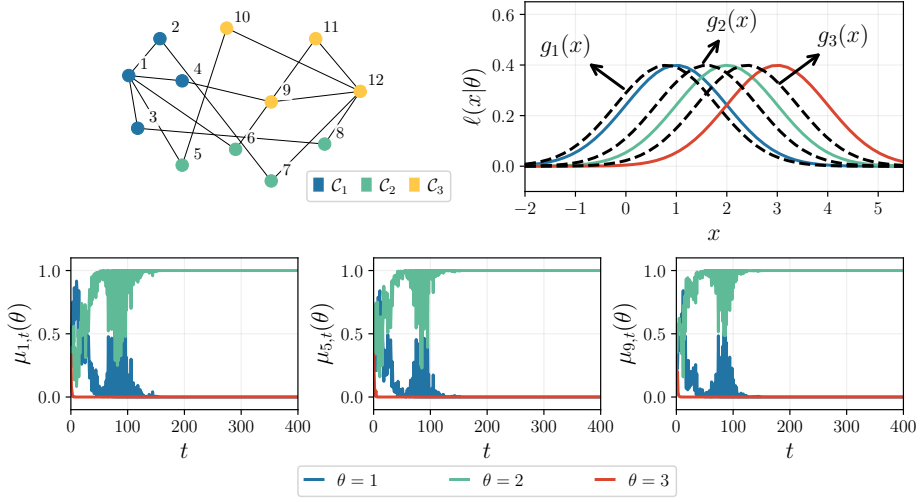 1
2
3
4
5
6
7
8
9
10
11
12
𝒞₁ 𝒞₂ 𝒞₃
ℓ(x|θ)
0.6
0.4
0.2
0.0
g₁(x)
g₂(x)
g₃(x)
−2 −1 0 1 2 3 4 5
x
μ₁,ₜ(θ)
1.0
0.5
0.0
0 100 200 300 400
t
μ₅,ₜ(θ)
1.0
0.5
0.0
0 100 200 300 400
t
μ₉,ₜ(θ)
1.0
0.5
0.0
0 100 200 300 400
t
θ = 1 θ = 2 θ = 3